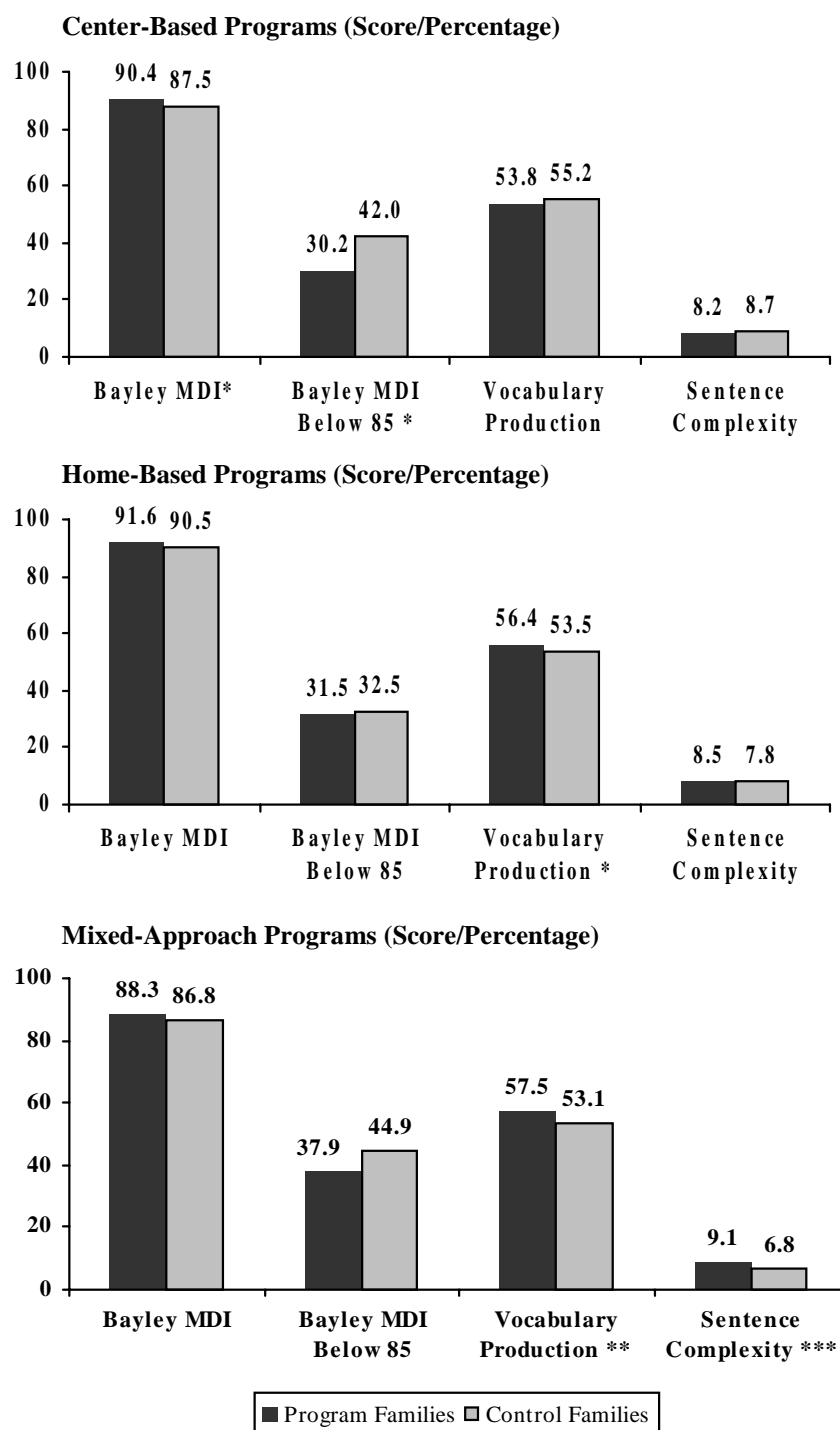 Center-Based Programs (Score/Percentage)
100
80
60
40
20
0
90.4 87.5
30.2 42.0
53.8 55.2
8.2 8.7
Bayley MDI*
Bayley MDI
Below 85 *
Vocabulary
Production
Sentence
Complexity
Home-Based Programs (Score/Percentage)
100
80
60
40
20
0
91.6 90.5
31.5 32.5
56.4 53.5
8.5 7.8
Bayley MDI
Bayley MDI
Below 85
Vocabulary
Production *
Sentence
Complexity
Mixed-Approach Programs (Score/Percentage)
100
80
60
40
20
0
88.3 86.8
37.9 44.9
57.5 53.1
9.1 6.8
Bayley MDI
Bayley MDI
Below 85
Vocabulary
Production **
Sentence
Complexity ***
Program Families Control Families